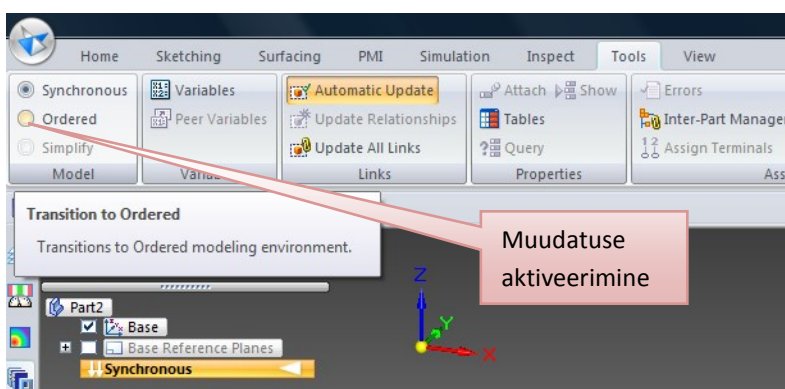 Home Sketching Surfacing PMI Simulation Inspect Tools View
Synchronous Variables Automatic Update Attach Show Errors
Ordered Peer Variables Update Relationships Tables Inter-Part Manager
Simplify Update All Links Query Assign Terminals
Model Links Properties Ass
Transition to Ordered
Transitions to Ordered modeling environment.
Muudatuse
aktiveerimine
Z
Y
X
Part2
Base
Base Reference Planes
Synchronous